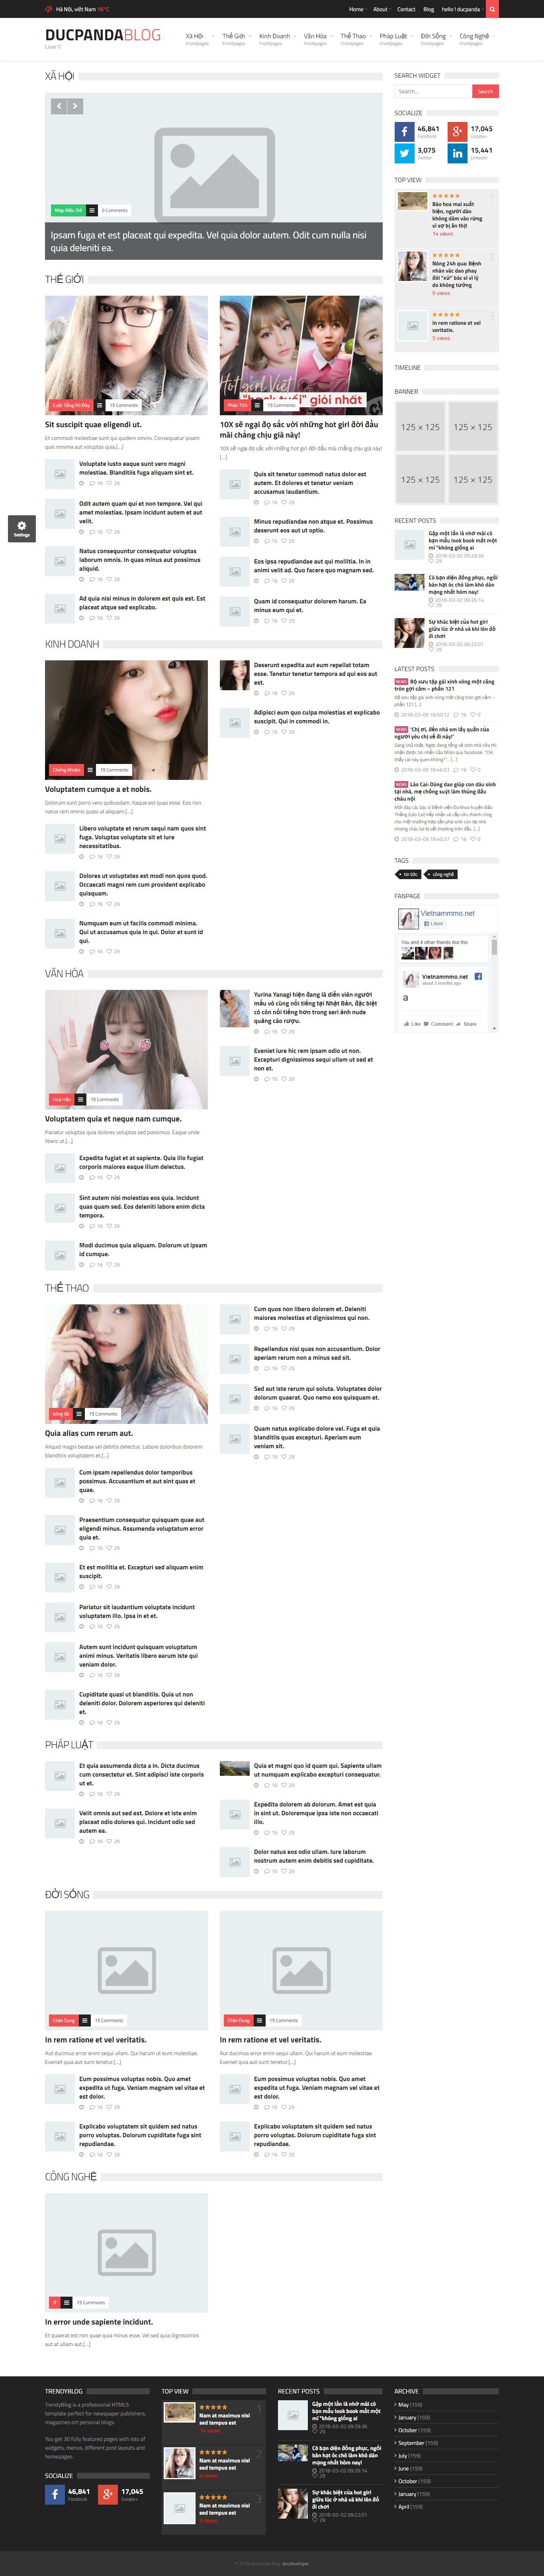 Hà Nôi, việt Nam 18°C
Home About Contact Blog hello ! ducpanda
DUCPANDABLOG
Love IT
Xã Hội Thế Giới Kinh Doanh Văn Hóa Thể Thao Pháp Luật Đời Sống Công Nghệ
Frontpages Frontpages Frontpages Frontpages Frontpages Frontpages Frontpages Frontpages
XÃ HỘI
0 Comments
Ipsam fuga et est placeat qui expedita. Vel quia dolor autem. Odit cum nulla nisi
quia deleniti ea.
THẾ GIỚI
Cuộc Sống Đó Đây 15 Comments
Sit suscipit quae eligendi ut.
Et commodi molestiae sunt qui quidem omnis. Consequatur ipsam
quis minima aut voluptas quia.[...]
Voluptate iusto eaque sunt vero magni
molestiae. Blanditiis fuga aliquam sint et.
16 29
Odit autem quam qui et non tempore. Vel qui
amet molestias. Ipsam incidunt autem et aut
velit.
16 29
Natus consequuntur consequatur voluptas
laborum omnis. In quas minus aut possimus
aliquid.
16 29
Ad quia nisi minus in dolorem est quis est. Est
placeat atque sed explicabo.
16 29
Phân Tích 15 Comments
10X sẽ ngại đọ sắc với những hot girl đời đầu
mãi chẳng chịu già này!
10X sẽ ngại đọ sắc với những hot girl đời đầu mãi chẳng chịu già này!
[...]
Quis sit tenetur commodi natus dolor est
autem. Et dolores et tenetur veniam
accusamus laudantium.
16 29
Minus repudiandae non atque et. Possimus
deserunt eos aut ut optio.
16 29
Eos ipsa repudiandae aut qui mollitia. In in
animi velit ad. Quo facere quo magnam sed.
16 29
Quam id consequatur dolorem harum. Ea
minus eum qui et.
16 29
KINH DOANH
Chứng Khoán 15 Comments
Voluptatem cumque a et nobis.
Dolorum sunt porro vero quibusdam. Itaque est quas esse. Eos non
natus rem omnis quasi ut aliquam.[...]
Libero voluptate et rerum sequi nam quos sint
fuga. Voluptas voluptate sit et iure
necessitatibus.
16 29
Dolores ut voluptates est modi non quos quod.
Occaecati magni rem cum provident explicabo
quisquam.
16 29
Numquam eum ut facilis commodi minima.
Qui ut accusamus quia in qui. Dolor et sunt id
qui.
16 29
Deserunt expedita aut eum repellat totam
esse. Tenetur tenetur tempora ad qui eos aut
est.
16 29
Adipisci eum quo culpa molestias et explicabo
suscipit. Qui in commodi in.
16 29
VĂN HÓA
Hoa Hậu 15 Comments
Voluptatem quia et neque nam cumque.
Pariatur voluptas quia dolores voluptas sed possimus. Eaque unde
libero ut.[...]
Expedita fugiat et at sapiente. Quia illo fugiat
corporis maiores eaque illum delectus.
16 29
Sint autem nisi molestias eos quia. Incidunt
quas quam sed. Eos deleniti labore enim dicta
tempora.
16 29
Modi ducimus quia aliquam. Dolorum ut ipsam
id cumque.
16 29
Yurina Yanagi hiện đang là diễn viên người
mẫu vô cùng nổi tiếng tại Nhật Bản, đặc biệt
cô còn nổi tiếng hơn trong seri ảnh nude
quảng cáo rượu.
16 29
Eveniet iure hic rem ipsam odio ut non.
Excepturi dignissimos sequi ullam ut sed et
non et.
16 29
THỂ THAO
bóng đá 15 Comments
Quia alias cum rerum aut.
Aliquid magni beatae vel debitis delectus. Labore doloribus dolorem
blanditiis voluptatem et.[...]
Cum ipsam repellendus dolor temporibus
possimus. Accusantium et aut sint quas et
quae.
16 29
Praesentium consequatur quisquam quae aut
eligendi minus. Assumenda voluptatum error
quia et.
16 29
Et est mollitia et. Excepturi sed aliquam enim
suscipit.
16 29
Pariatur sit laudantium voluptate incidunt
voluptatem illo. Ipsa in et et.
16 29
Autem sunt incidunt quisquam voluptatum
animi minus. Veritatis libero earum iste qui
veniam dolor.
16 29
Cupiditate quasi ut blanditiis. Quia ut non
deleniti dolor. Dolorem asperiores qui deleniti
et.
16 29
Cum quos non libero dolorem et. Deleniti
maiores molestias et dignissimos qui non.
16 29
Repellendus nisi quas non accusantium. Dolor
aperiam rerum non a minus sed sit.
16 29
Sed aut iste rerum qui soluta. Voluptates dolor
dolorum quaerat. Quo nemo eos quisquam et.
16 29
Quam natus explicabo dolore vel. Fuga et quia
blanditiis quas excepturi. Aperiam eum
veniam sit.
16 29
PHÁP LUẬT
Et quia assumenda dicta a in. Dicta ducimus
cum consectetur et. Sint adipisci iste corporis
ut et.
16 29
Velit omnis aut sed est. Dolore et iste enim
placeat odio dolores qui. Incidunt odio sed
autem ea.
16 29
Quia et magni quo id quam qui. Sapiente ullam
ut numquam explicabo excepturi consequatur.
16 29
Expedita dolorem ab dolorum. Amet est quia
in sint ut. Doloremque ipsa iste non occaecati
illo.
16 29
Dolor natus eos odio ullam. Iure laborum
nostrum autem enim debitis sed cupiditate.
16 29
ĐỜI SỐNG
Chân Dung 15 Comments
In rem ratione et vel veritatis.
Aut ducimus error enim sequi ullam. Qui harum ut eum molestiae.
Eveniet quia aut sunt tenetur.[...]
Eum possimus voluptas nobis. Quo amet
expedita ut fuga. Veniam magnam vel vitae et
est dolor.
16 29
Explicabo voluptatem sit quidem sed natus
porro voluptas. Dolorum cupiditate fuga sint
repudiandae.
16 29
Chân Dung 15 Comments
In rem ratione et vel veritatis.
Aut ducimus error enim sequi ullam. Qui harum ut eum molestiae.
Eveniet quia aut sunt tenetur.[...]
Eum possimus voluptas nobis. Quo amet
expedita ut fuga. Veniam magnam vel vitae et
est dolor.
16 29
Explicabo voluptatem sit quidem sed natus
porro voluptas. Dolorum cupiditate fuga sint
repudiandae.
16 29
CÔNG NGHỆ
IT 15 Comments
In error unde sapiente incidunt.
Et quaerat est non quae quia minus esse. Vel sed quia dignissimos
aut at ullam aut.[...]
Settings
SEARCH WIDGET
Search... Search
SOCIALIZE
46,841 17,045
Facebook Google+
3,075 15,441
Twitter LinkedIn
TOP VIEW
1
Bão hoa mai xuất
hiện, người dân
không dám vào rừng
vì sợ bị ăn thịt
14 views
2
Nóng 24h qua: Bệnh
nhân vác dao phay
đòi "xử" bác sĩ vì lý
do không tưởng
9 views
3
In rem ratione et vel
veritatis.
5 views
TIMELINE
BANNER
125 × 125 125 × 125
125 × 125 125 × 125
RECENT POSTS
Gặp một lần là nhớ mãi cô
bạn mẫu look book mắt một
mí "không giống ai
2018-03-02 09:29:36
29
Cô bạn diện đồng phục, ngồi
bán hạt óc chó làm khó dân
mạng nhất hôm nay!
2018-03-02 09:26:14
29
Sự khác biệt của hot girl
giữa lúc ở nhà và khi lên đồ
đi chơi
2018-03-02 09:22:01
29
LATEST POSTS
NEWS Bộ sưu tập gái xinh vòng một căng
tròn gợi cảm – phần 121
Bộ sưu tập gái xinh vòng một căng tròn gợi cảm –
phần 121 [...]
2018-03-09 18:50:12 16 0
NEWS "Chị ơi, đến nhà em lấy quần của
người yêu chị về đi này!"
2018-03-09 18:46:53 16 0
NEWS Lào Cai: Dùng dao giúp con dâu sinh
tại nhà, mẹ chồng suýt làm thủng đầu
cháu nội
2018-03-09 18:40:37 16 0
TAGS
tin tức công nghệ
FANPAGE
Vietnammmo.net
Liked
You and 4 other friends like this
Vietnammmo.net
about 3 months ago
a
Like Comment Share
TRENDYBLOG
TrendyBlog is a professional HTML5
template perfect for newspaper publishers,
magazines ort personal blogs.
You get 30 fully featured pages with lots of
widgets, menus, different post layouts and
homepages.
SOCIALIZE
46,841 17,045
Facebook Google+
TOP VIEW
1
Nam at maximus nisl
sed tempus est
14 views
2
Nam at maximus nisl
sed tempus est
9 views
3
Nam at maximus nisl
sed tempus est
5 views
RECENT POSTS
Gặp một lần là nhớ mãi cô
bạn mẫu look book mắt một
mí "không giống ai
2018-03-02 09:29:36
29
Cô bạn diện đồng phục, ngồi
bán hạt óc chó làm khó dân
mạng nhất hôm nay!
2018-03-02 09:26:14
29
Sự khác biệt của hot girl
giữa lúc ở nhà và khi lên đồ
đi chơi
2018-03-02 09:22:01
29
ARCHIVE
May (159)
January (159)
October (159)
September (159)
July (159)
June (159)
October (159)
January (159)
April (159)